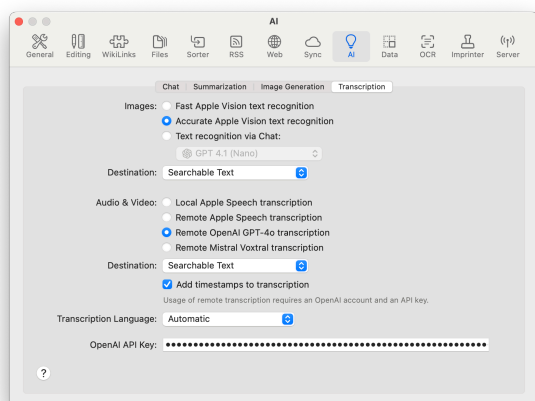 AI
General Editing WikiLinks Files Sorter RSS Web Sync AI Data OCR Imprinter Server
Chat Summarization Image Generation Transcription
Images: Fast Apple Vision text recognition
Accurate Apple Vision text recognition
Text recognition via Chat:
GPT 4.1 (Nano)
Destination: Searchable Text
Audio & Video: Local Apple Speech transcription
Remote Apple Speech transcription
Remote OpenAI GPT-4o transcription
Remote Mistral Voxtral transcription
Destination: Searchable Text
Add timestamps to transcription
Usage of remote transcription requires an OpenAI account and an API key.
Transcription Language: Automatic
OpenAI API Key:
?